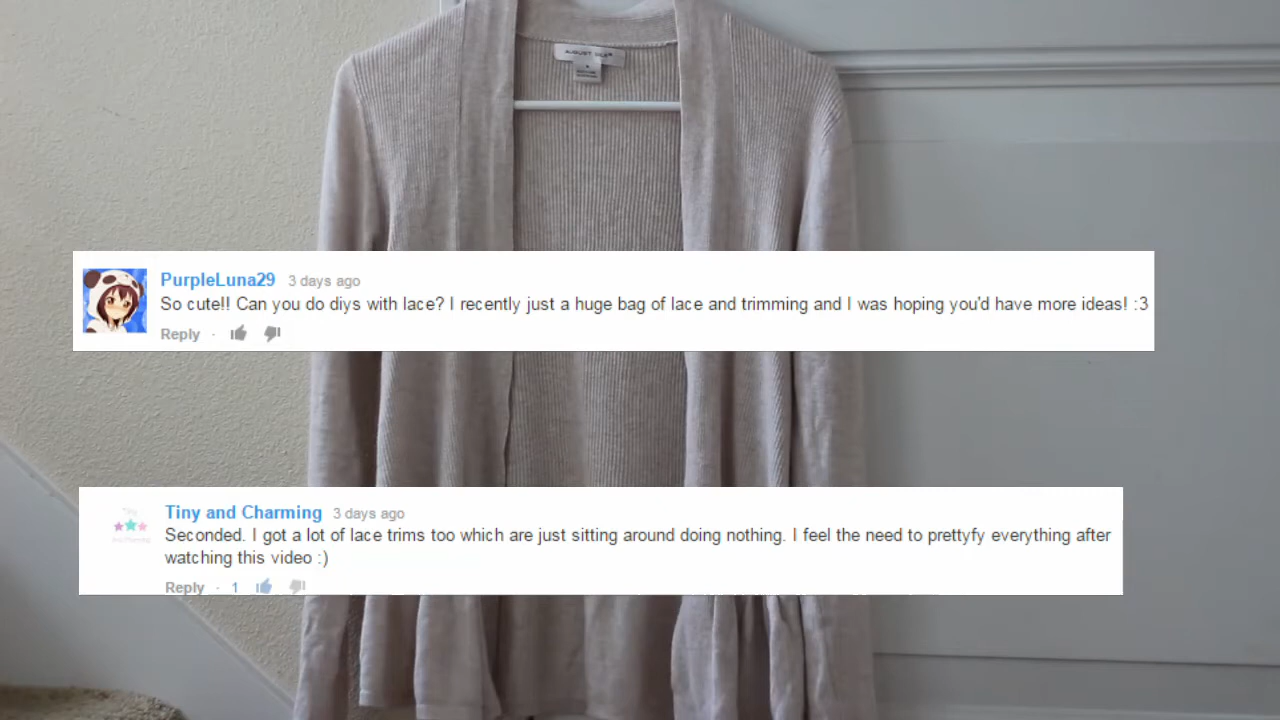 AUGUST SILK
PurpleLuna29 3 days ago
So cute!! Can you do diys with lace? I recently just a huge bag of lace and trimming and I was hoping you'd have more ideas! :3
Reply ·
Tiny and Charming 3 days ago
Seconded. I got a lot of lace trims too which are just sitting around doing nothing. I feel the need to prettyfy everything after
watching this video :)
Reply · 1